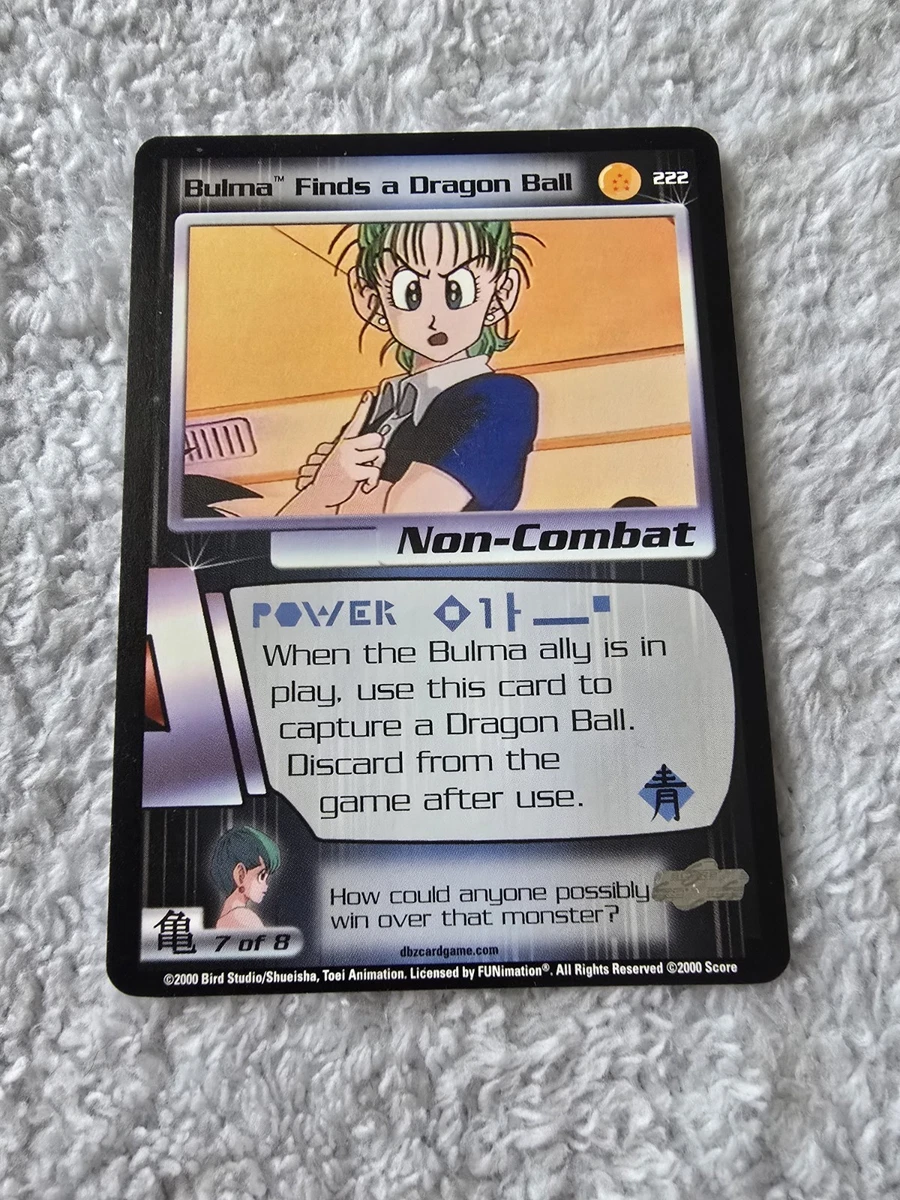 Bulma™ Finds a Dragon Ball 222
Non-Combat
POWER
When the Bulma ally is in
play, use this card to
capture a Dragon Ball.
Discard from the
game after use.
青
How could anyone possibly
win over that monster?
亀 7 of 8
dbzcardgame.com
©2000 Bird Studio/Shueisha, Toei Animation. Licensed by FUNimation®. All Rights Reserved ©2000 Score